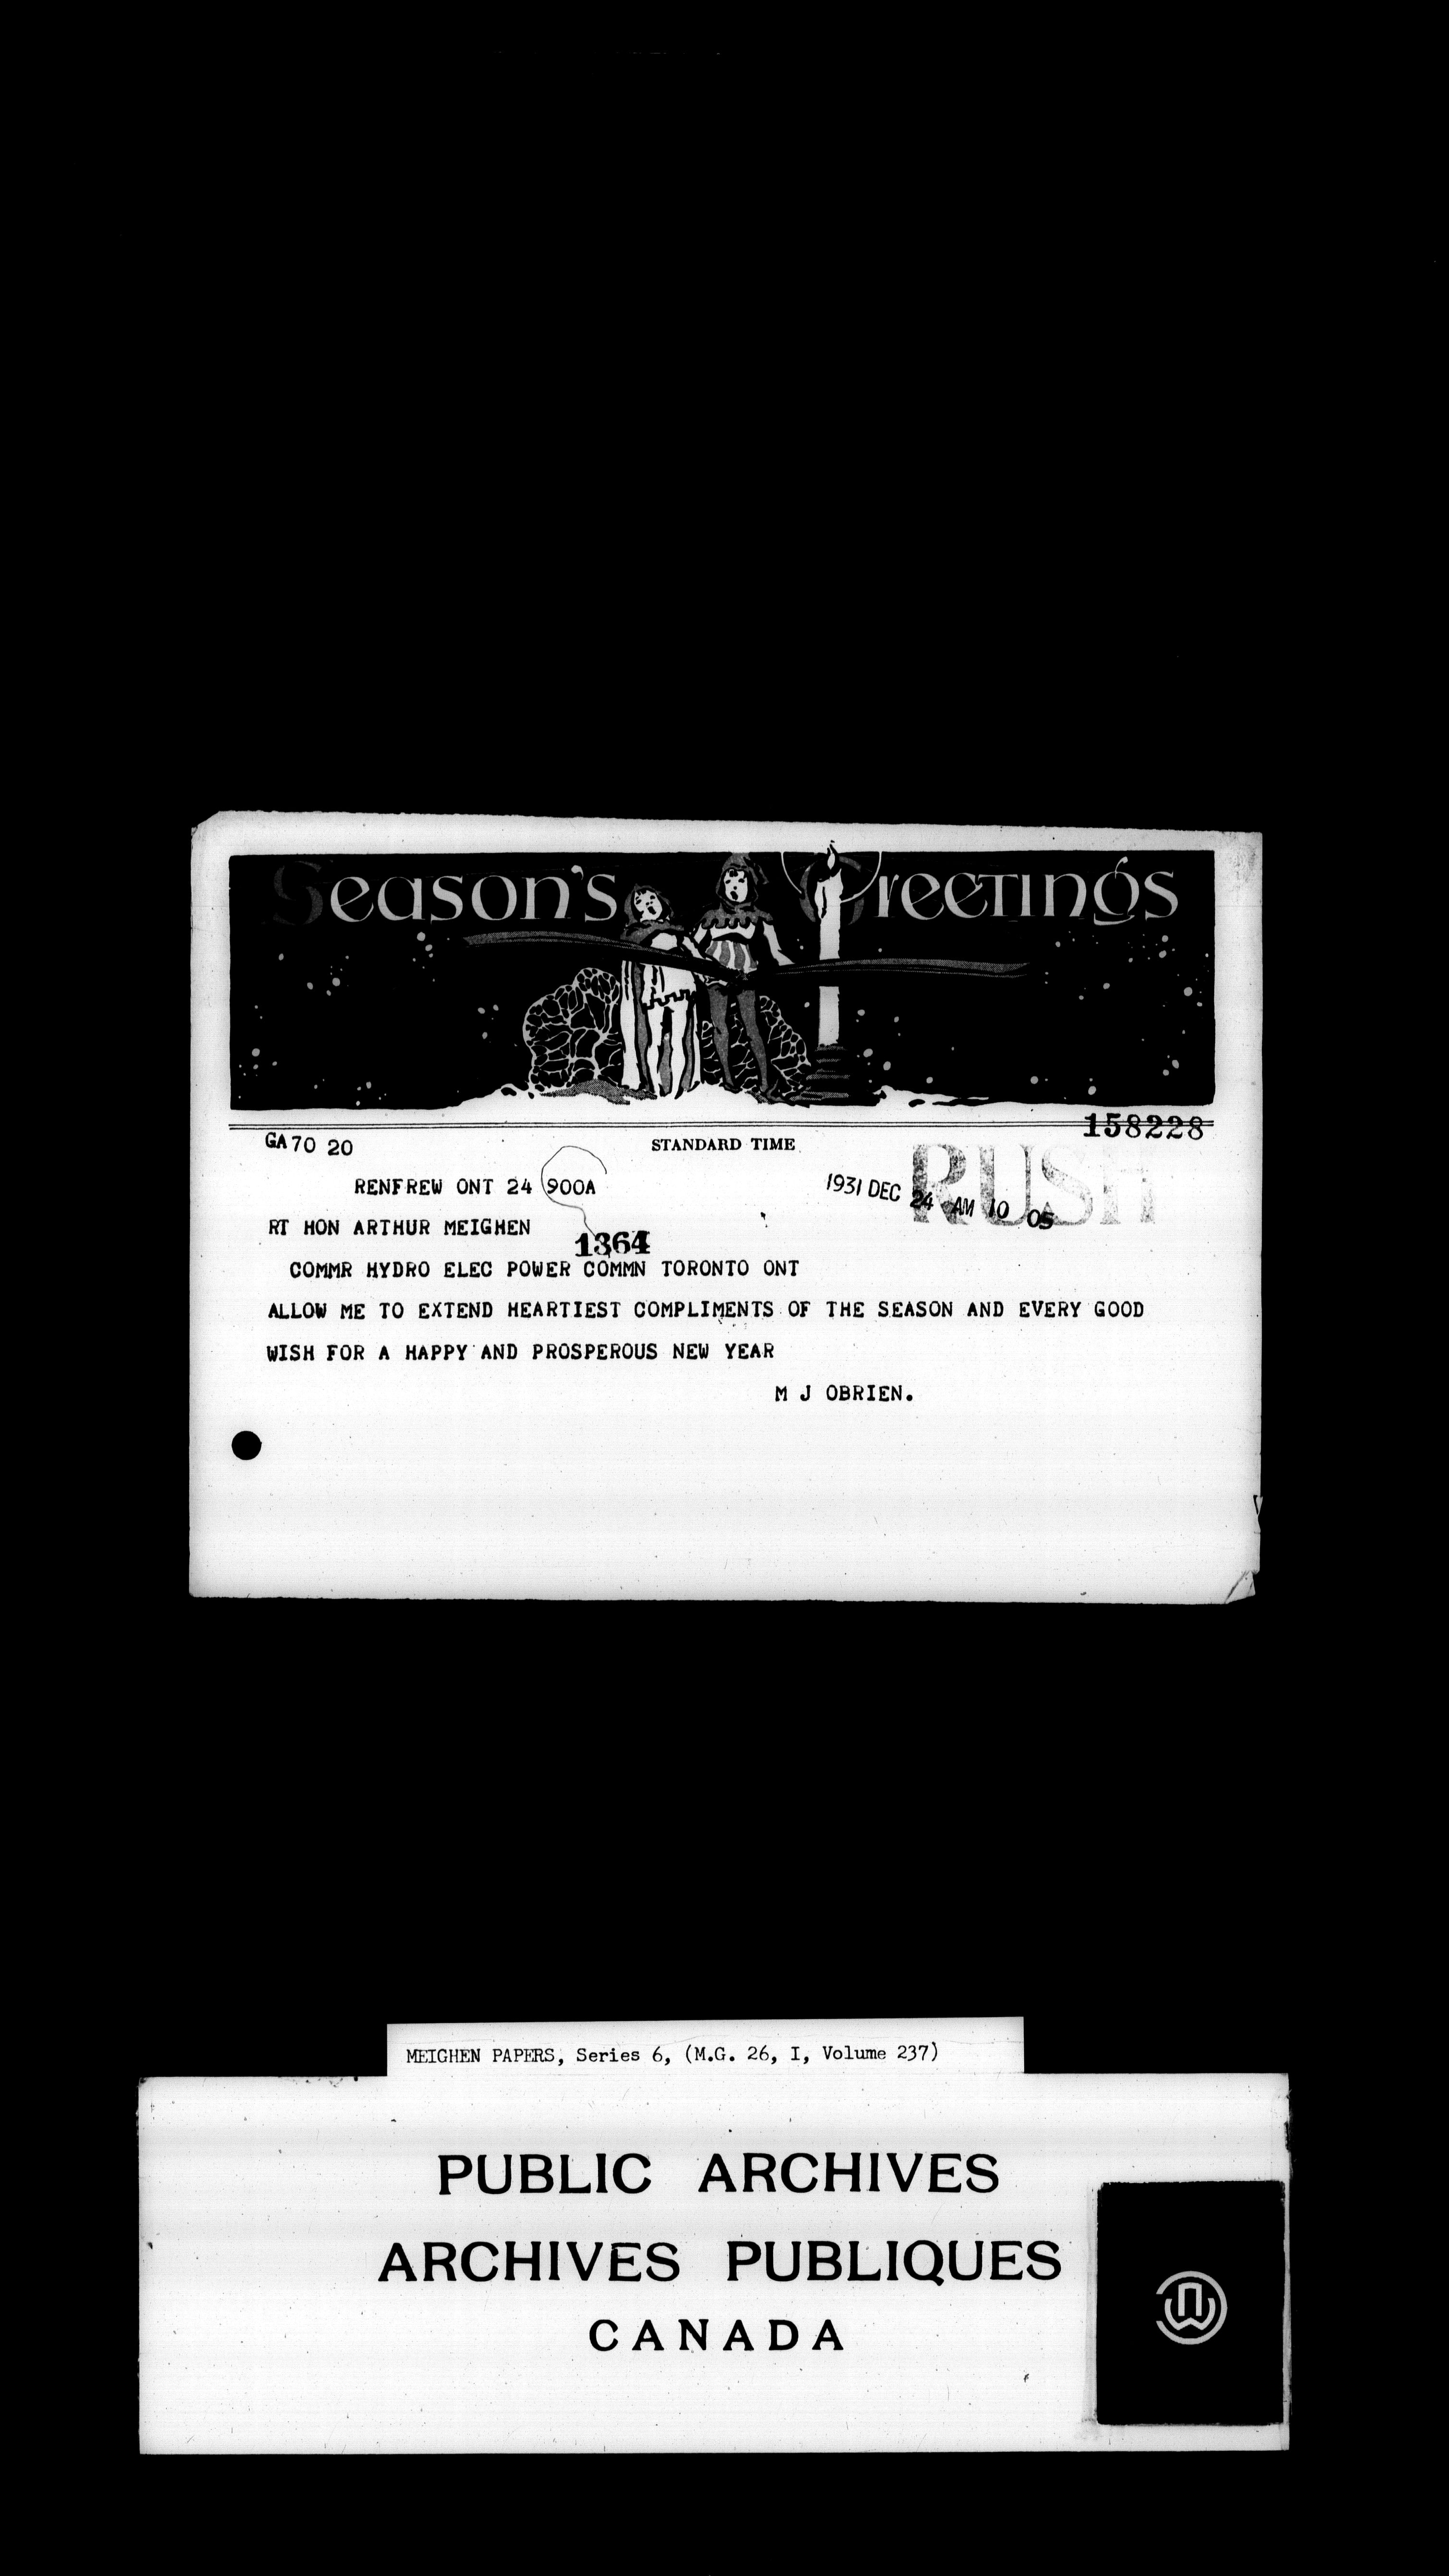 Season's Greetings
158228
GA70 20 STANDARD TIME
RUSH
RENFREW ONT 24 900A 1931 DEC 24 AM 10 05
RT HON ARTHUR MEIGHEN
1364
COMMR HYDRO ELEC POWER COMMN TORONTO ONT
ALLOW ME TO EXTEND HEARTIEST COMPLIMENTS OF THE SEASON AND EVERY GOOD
WISH FOR A HAPPY AND PROSPEROUS NEW YEAR
M J OBRIEN.
MEIGHEN PAPERS, Series 6, (M.G. 26, I, Volume 237)
PUBLIC ARCHIVES
ARCHIVES PUBLIQUES
CANADA